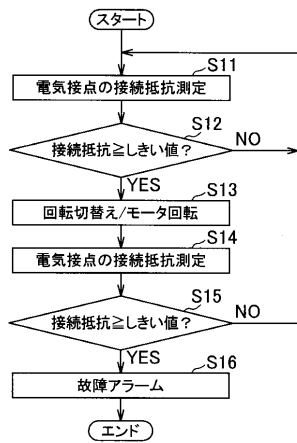 スタート
S11
電気接点の接続抵抗測定
S12
接続抵抗≧しきい値？
NO
YES
S13
回転切替え/モータ回転
S14
電気接点の接続抵抗測定
S15
接続抵抗≧しきい値？
NO
YES
S16
故障アラーム
エンド